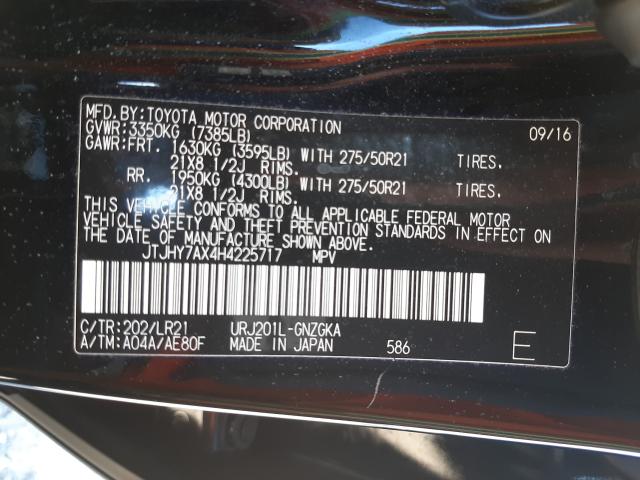 MFD.BY:TOYOTA MOTOR CORPORATION 09/16
GVWR:3350KG (7385LB)
GAWR:FRT. 1630KG (3595LB) WITH 275/50R21 TIRES.
21X8 1/2J RIMS.
RR. 1950KG (4300LB) WITH 275/50R21 TIRES.
21X8 1/2J RIMS.
THIS VEHICLE CONFORMS TO ALL APPLICABLE FEDERAL MOTOR
VEHICLE SAFETY AND THEFT PREVENTION STANDARDS IN EFFECT ON
THE DATE OF MANUFACTURE SHOWN ABOVE.
JTJHY7AX4H4225717 MPV
C/TR:202/LR21 URJ201L-GNZGKA
A/TM:A04A/AE80F MADE IN JAPAN 586 E